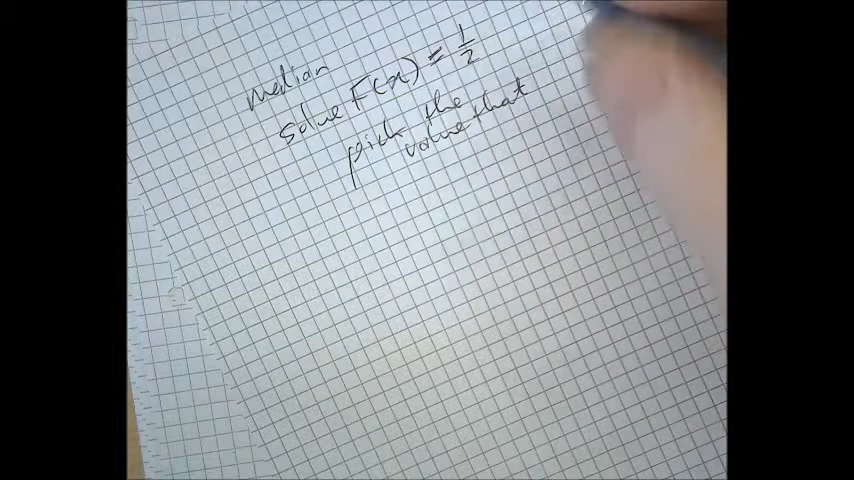 median
solve F(x) = 1/2
pick the
value that